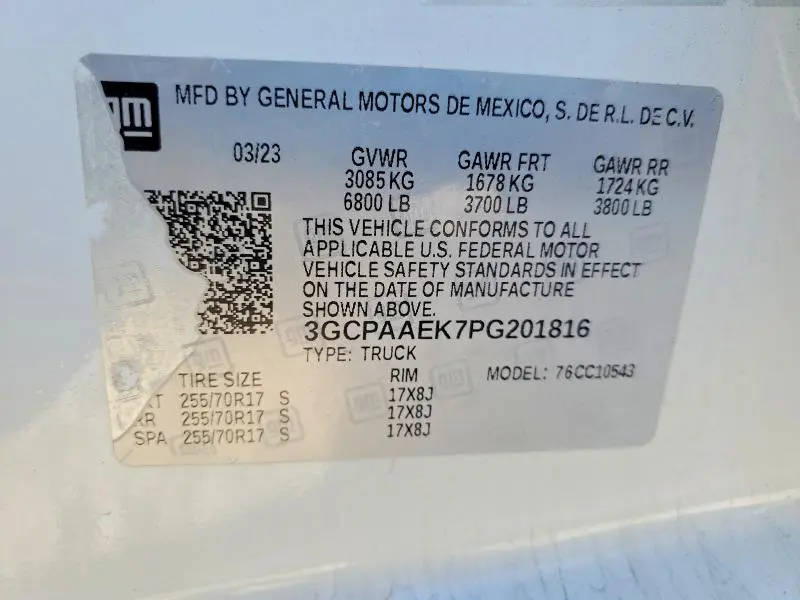 gm
MFD BY GENERAL MOTORS DE MEXICO, S. DE R.L. DE C.V.
03/23 GVWR GAWR FRT GAWR RR
3085 KG 1678 KG 1724 KG
6800 LB 3700 LB 3800 LB
THIS VEHICLE CONFORMS TO ALL
APPLICABLE U.S. FEDERAL MOTOR
VEHICLE SAFETY STANDARDS IN EFFECT
ON THE DATE OF MANUFACTURE
SHOWN ABOVE.
3GCPAAEK7PG201816
TYPE: TRUCK
TIRE SIZE RIM MODEL: 76CC10543
RT 255/70R17 S 17X8J
RR 255/70R17 S 17X8J
SPA 255/70R17 S 17X8J